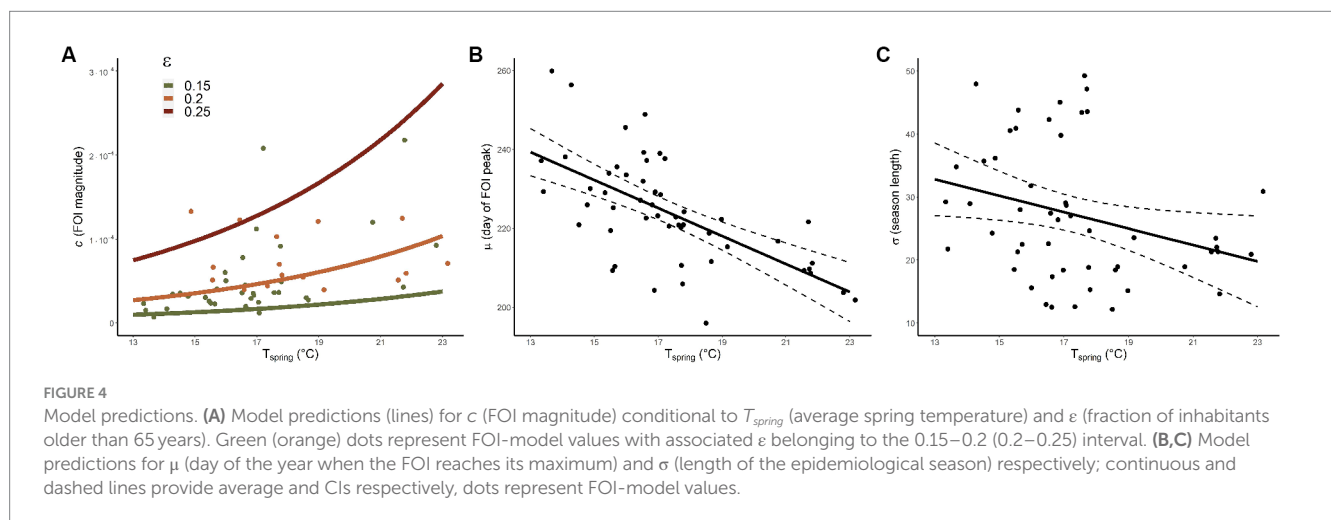 A
B
C
ε
0.15
0.2
0.25
3·10⁻⁴
2·10⁻⁴
1·10⁻⁴
0
c (FOI magnitude)
13 15 17 19 21 23
T_spring (°C)
260
240
220
200
μ (day of FOI peak)
13 15 17 19 21 23
T_spring (°C)
50
40
30
20
10
σ (season length)
13 15 17 19 21 23
T_spring (°C)
FIGURE 4
Model predictions. (A) Model predictions (lines) for c (FOI magnitude) conditional to T_spring (average spring temperature) and ε (fraction of inhabitants
older than 65 years). Green (orange) dots represent FOI-model values with associated ε belonging to the 0.15–0.2 (0.2–0.25) interval. (B,C) Model
predictions for μ (day of the year when the FOI reaches its maximum) and σ (length of the epidemiological season) respectively; continuous and
dashed lines provide average and CIs respectively, dots represent FOI-model values.